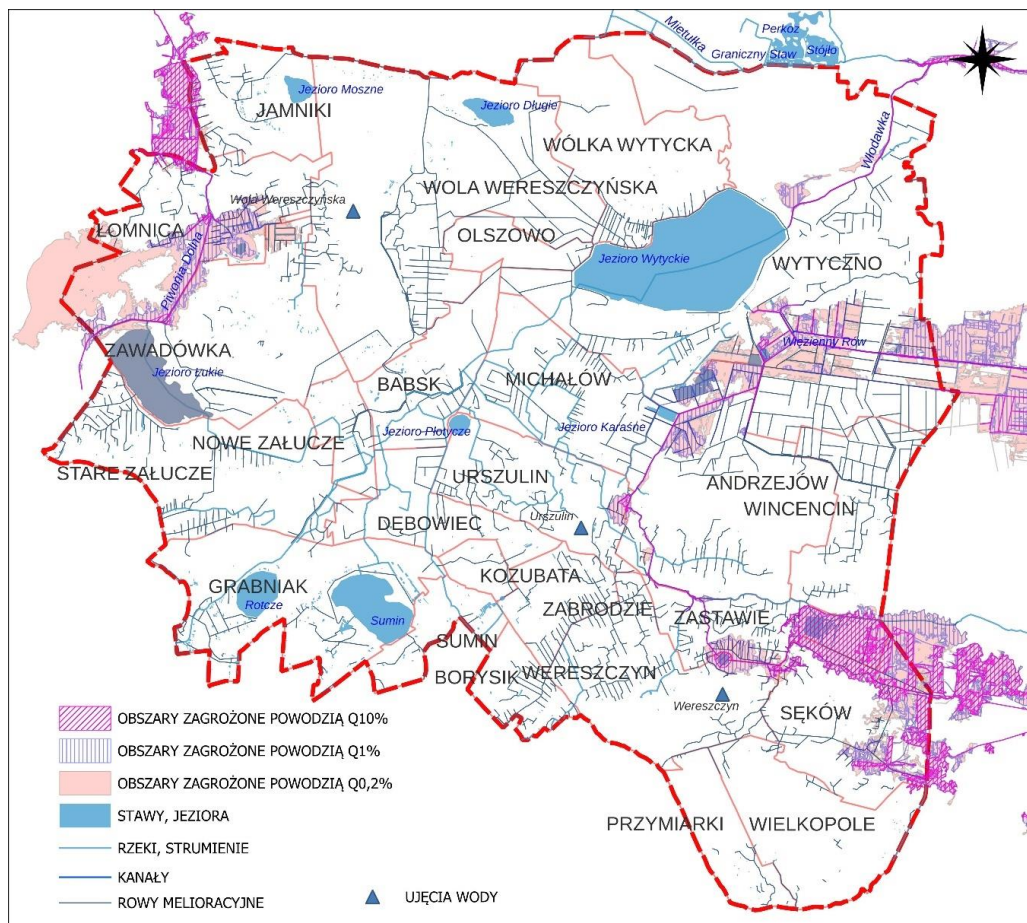 Mietułka
Perkoz
Graniczny Staw
Stójło
Jezioro Moszne
JAMNIKI
Jezioro Długie
WÓLKA WYTYCKA
Włodawka
WOLA WERESZCZYŃSKA
Wola Wereszczyńska
ŁOMNICA
OLSZOWO
Piwonia Dolna
Jezioro Wytyckie
WYTYCZNO
ZAWADÓWKA
Jezioro Łukie
Więzienny Rów
BABSK
MICHAŁÓW
Jezioro Płotycze
Jezioro Karaśne
NOWE ZAŁUCZE
STARE ZAŁUCZE
URSZULIN
ANDRZEJÓW
WINCENCIN
Urszulin
DĘBOWIEC
KOZUBATA
GRABNIAK
Rotcze
Sumin
ZABRODZIE
ZASTAWIE
SUMIN
BORYSIK
WERESZCZYN
Wereszczyn
SĘKÓW
PRZYMIARKI
WIELKOPOLE
OBSZARY ZAGROŻONE POWODZIĄ Q10%
OBSZARY ZAGROŻONE POWODZIĄ Q1%
OBSZARY ZAGROŻONE POWODZIĄ Q0,2%
STAWY, JEZIORA
RZEKI, STRUMIENIE
KANAŁY
ROWY MELIORACYJNE
UJĘCIA WODY